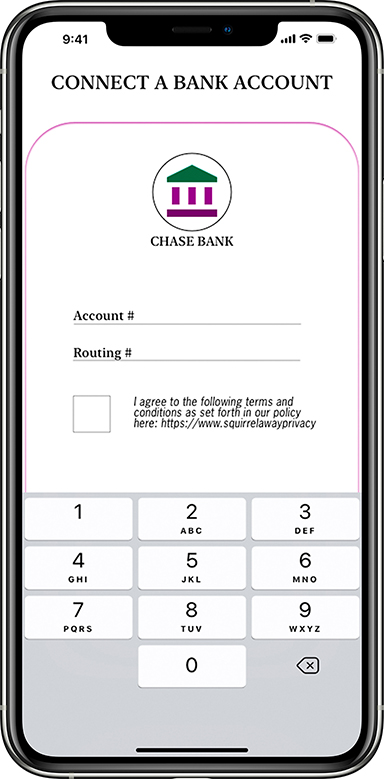 9:41
CONNECT A BANK ACCOUNT
CHASE BANK
Account #
Routing #
I agree to the following terms and
conditions as set forth in our policy
here: https://www.squirrelawayprivacy
1 2 3
ABC DEF
4 5 6
GHI JKL MNO
7 8 9
PQRS TUV WXYZ
0